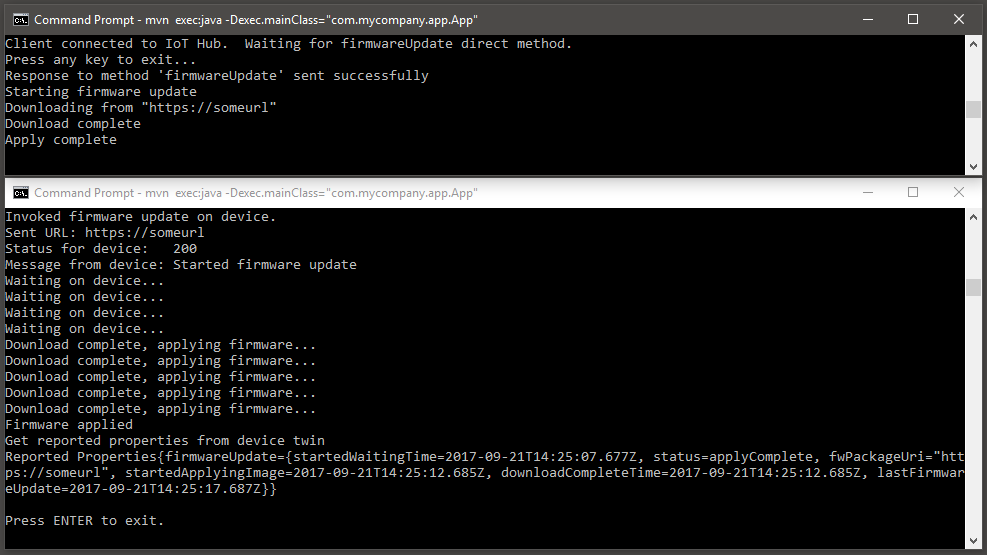 Command Prompt - mvn  exec:java -Dexec.mainClass="com.mycompany.app.App"
Client connected to IoT Hub.  Waiting for firmwareUpdate direct method.
Press any key to exit...
Response to method 'firmwareUpdate' sent successfully
Starting firmware update
Downloading from "https://someurl"
Download complete
Apply complete
Command Prompt - mvn  exec:java -Dexec.mainClass="com.mycompany.app.App"
Invoked firmware update on device.
Sent URL: https://someurl
Status for device:   200
Message from device: Started firmware update
Waiting on device...
Waiting on device...
Waiting on device...
Waiting on device...
Download complete, applying firmware...
Download complete, applying firmware...
Download complete, applying firmware...
Download complete, applying firmware...
Download complete, applying firmware...
Firmware applied
Get reported properties from device twin
Reported Properties{firmwareUpdate={startedWaitingTime=2017-09-21T14:25:07.677Z, status=applyComplete, fwPackageUri="htt
ps://someurl", startedApplyingImage=2017-09-21T14:25:12.685Z, downloadCompleteTime=2017-09-21T14:25:12.685Z, lastFirmwar
eUpdate=2017-09-21T14:25:17.687Z}}
Press ENTER to exit.